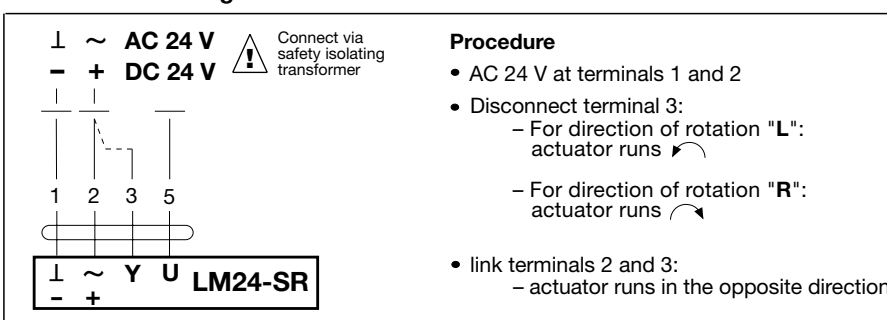 ⊥ ~ AC 24 V
− + DC 24 V
Connect via
safety isolating
transformer
1 2 3 5
⊥ ~ Y U LM24-SR
− +
Procedure
• AC 24 V at terminals 1 and 2
• Disconnect terminal 3:
– For direction of rotation "L":
actuator runs
– For direction of rotation "R":
actuator runs
• link terminals 2 and 3:
– actuator runs in the opposite direction